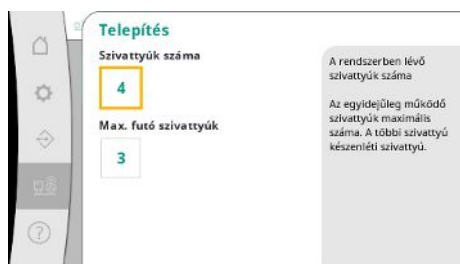 Telepítés
Szivattyúk száma
4
Max. futó szivattyúk
3
A rendszerben lévő
szivattyúk száma
Az egyidejűleg működő
szivattyúk maximális
száma. A többi szivattyú
készenléti szivattyú.
?